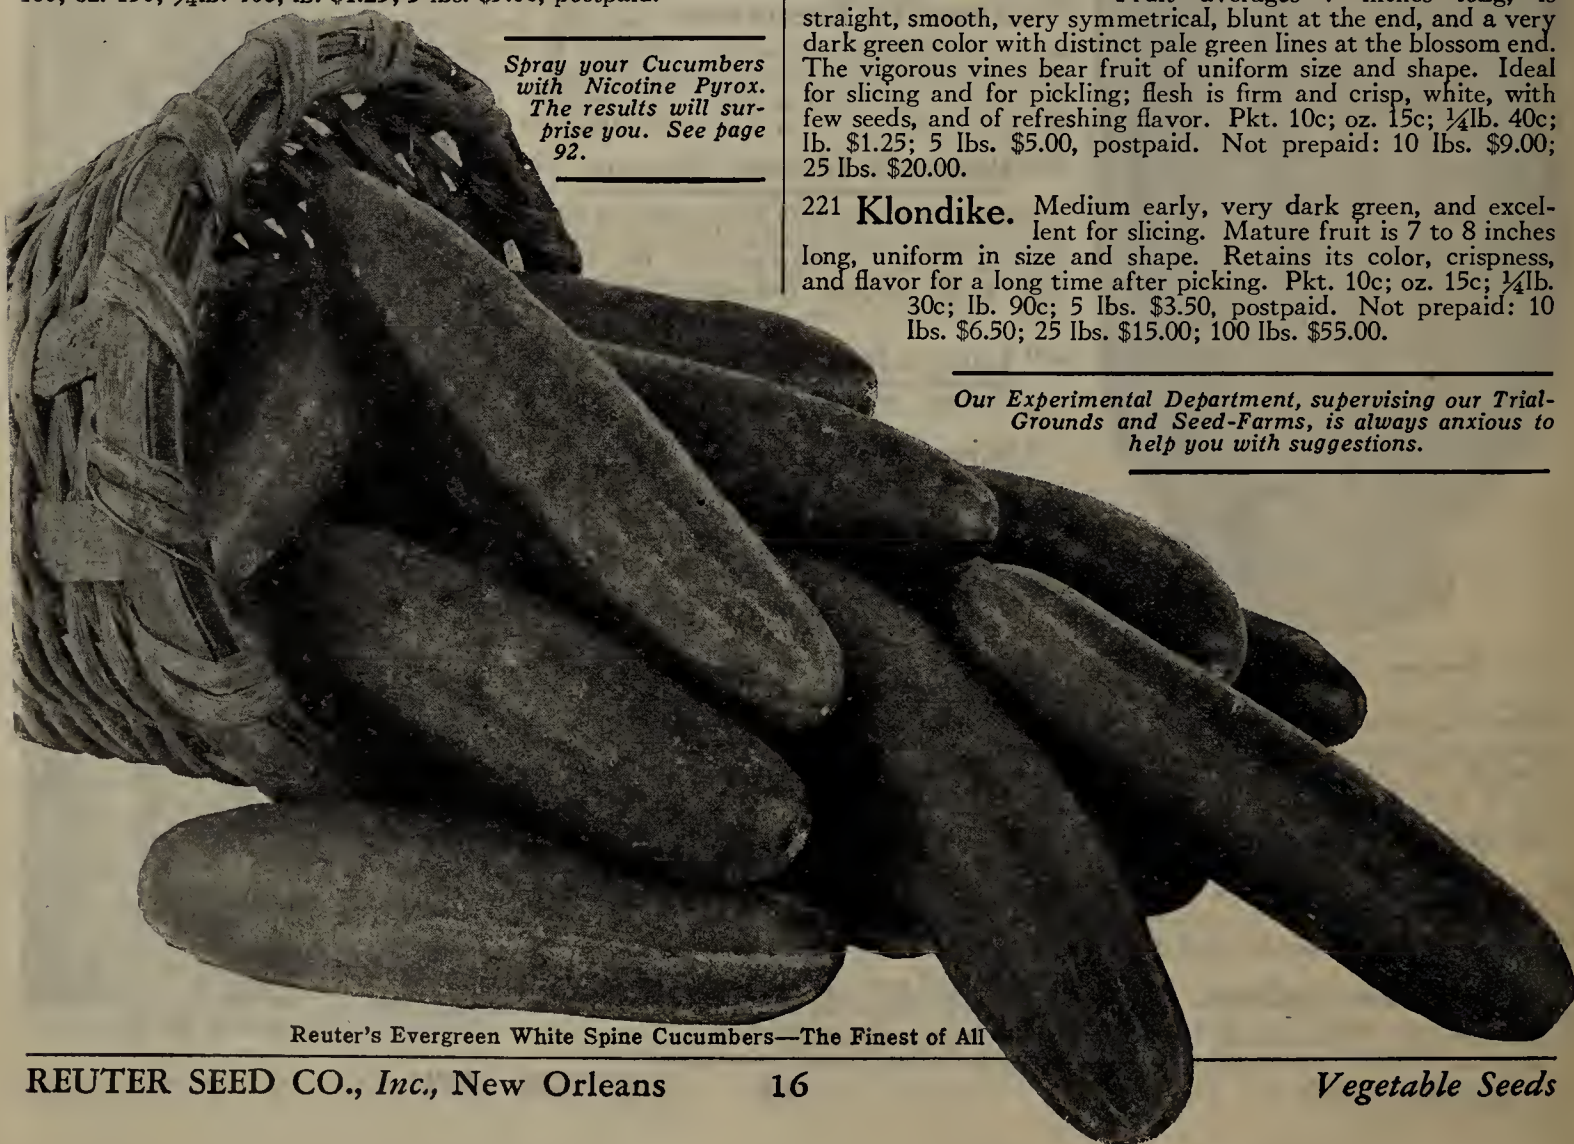 Spray your Cucumbers
with Nicotine Pyrox.
The results will sur-
prise you. See page
92.
straight, smooth, very symmetrical, blunt at the end, and a very
dark green color with distinct pale green lines at the blossom end.
The vigorous vines bear fruit of uniform size and shape. Ideal
for slicing and for pickling; flesh is firm and crisp, white, with
few seeds, and of refreshing flavor. Pkt. 10c; oz. 15c; ¼lb. 40c;
lb. $1.25; 5 lbs. $5.00, postpaid. Not prepaid: 10 lbs. $9.00;
25 lbs. $20.00.
221 Klondike. Medium early, very dark green, and excel-
lent for slicing. Mature fruit is 7 to 8 inches
long, uniform in size and shape. Retains its color, crispness,
and flavor for a long time after picking. Pkt. 10c; oz. 15c; ¼lb.
30c; lb. 90c; 5 lbs. $3.50, postpaid. Not prepaid: 10
lbs. $6.50; 25 lbs. $15.00; 100 lbs. $55.00.
Our Experimental Department, supervising our Trial-
Grounds and Seed-Farms, is always anxious to
help you with suggestions.
Reuter's Evergreen White Spine Cucumbers—The Finest of All
REUTER SEED CO., Inc., New Orleans 16 Vegetable Seeds